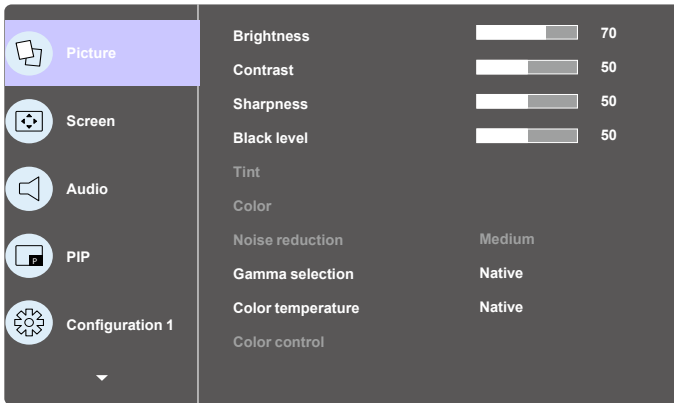 Picture
Screen
Audio
PIP
P
Configuration 1
Brightness 70
Contrast 50
Sharpness 50
Black level 50
Tint
Color
Noise reduction Medium
Gamma selection Native
Color temperature Native
Color control